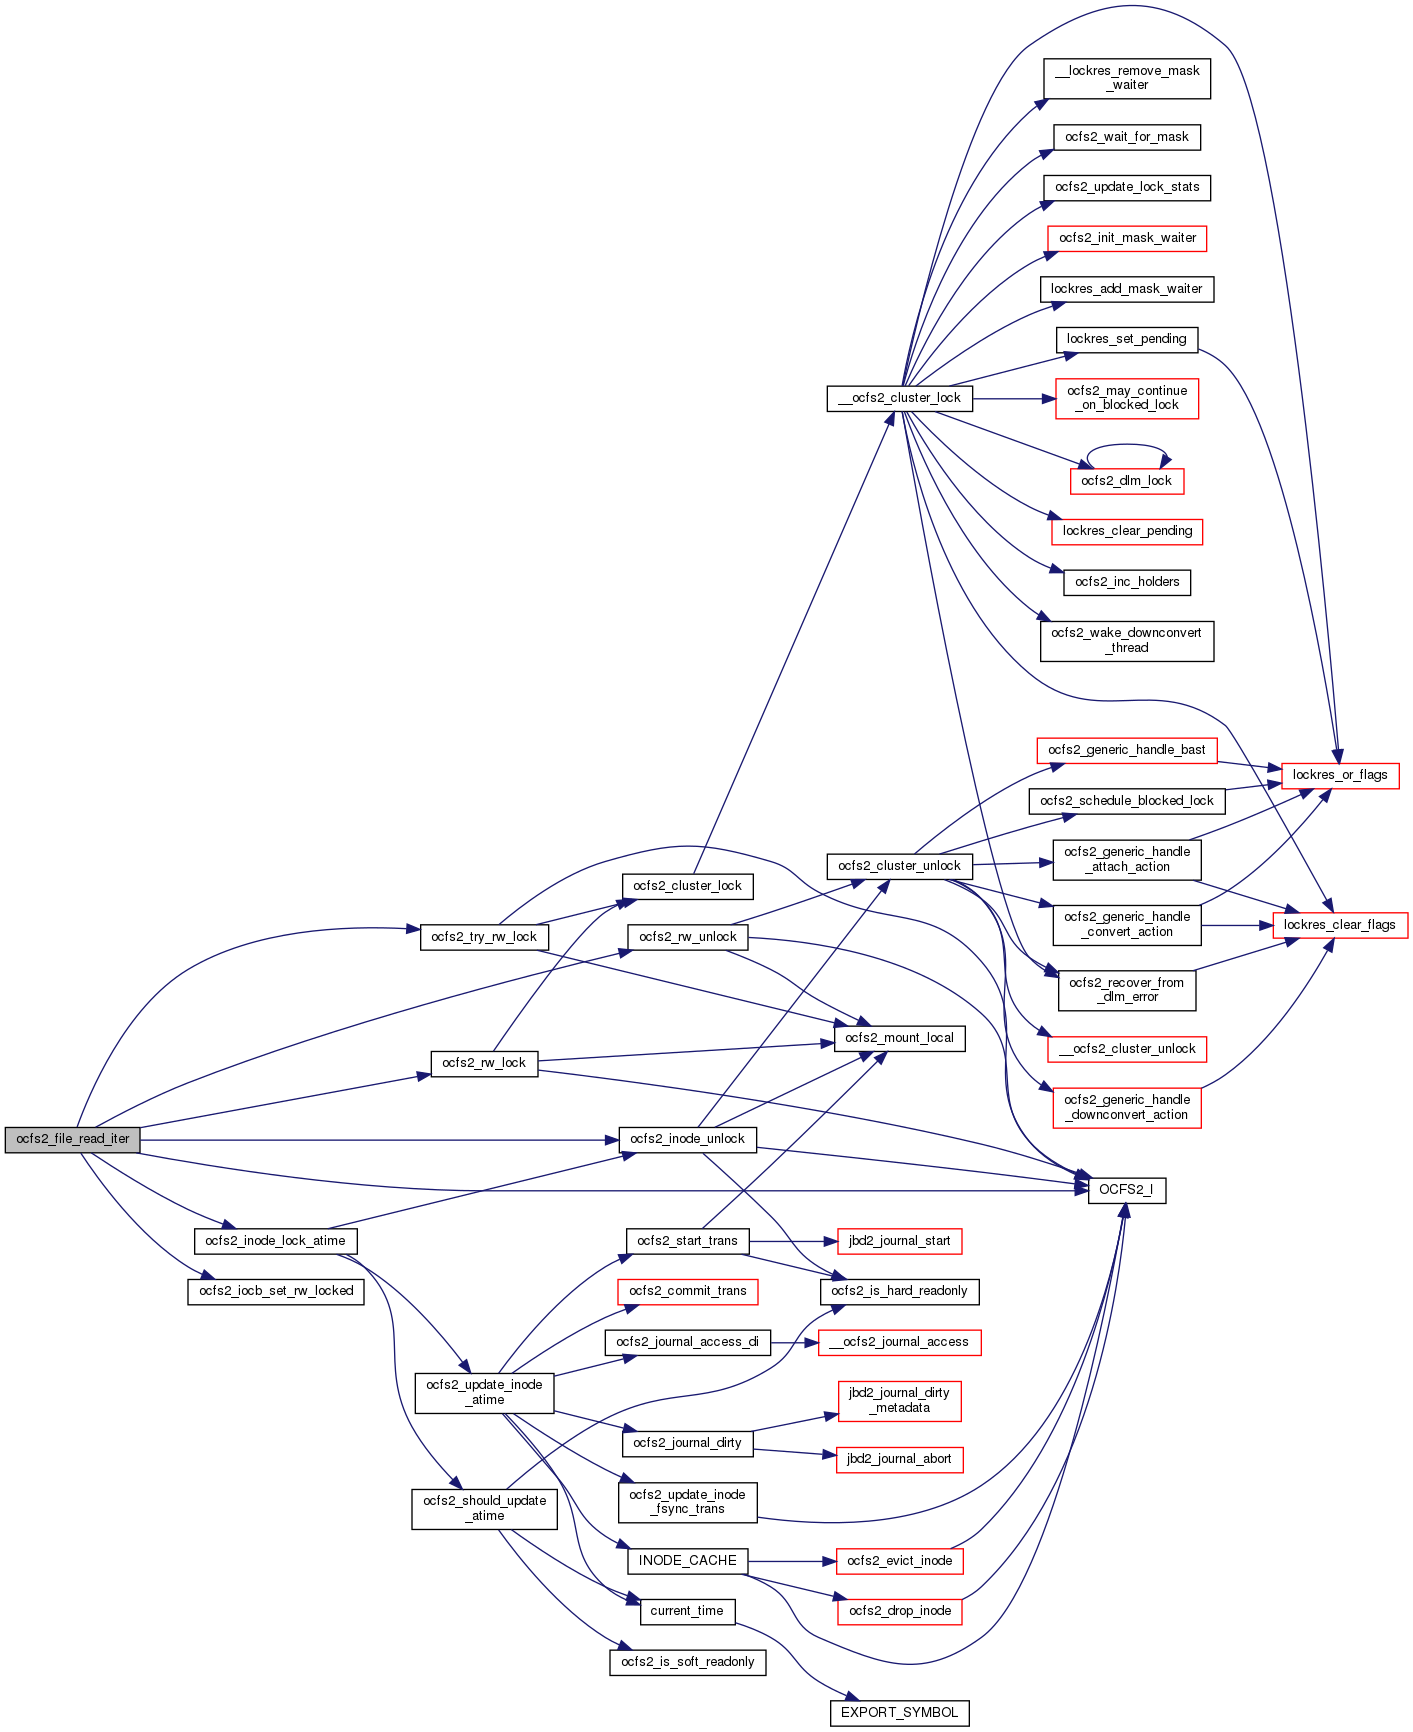 __lockres_remove_mask
_waiter
ocfs2_wait_for_mask
ocfs2_update_lock_stats
ocfs2_init_mask_waiter
lockres_add_mask_waiter
lockres_set_pending
__ocfs2_cluster_lock
ocfs2_may_continue
_on_blocked_lock
ocfs2_dlm_lock
lockres_clear_pending
ocfs2_inc_holders
ocfs2_wake_downconvert
_thread
ocfs2_generic_handle_bast
lockres_or_flags
ocfs2_schedule_blocked_lock
ocfs2_cluster_unlock
ocfs2_generic_handle
_attach_action
ocfs2_cluster_lock
ocfs2_generic_handle
_convert_action
lockres_clear_flags
ocfs2_try_rw_lock
ocfs2_rw_unlock
ocfs2_recover_from
_dlm_error
ocfs2_mount_local
__ocfs2_cluster_unlock
ocfs2_rw_lock
ocfs2_generic_handle
_downconvert_action
ocfs2_file_read_iter
ocfs2_inode_unlock
OCFS2_I
ocfs2_inode_lock_atime
ocfs2_start_trans
jbd2_journal_start
ocfs2_iocb_set_rw_locked
ocfs2_commit_trans
ocfs2_is_hard_readonly
ocfs2_journal_access_di
__ocfs2_journal_access
ocfs2_update_inode
_atime
jbd2_journal_dirty
_metadata
ocfs2_journal_dirty
jbd2_journal_abort
ocfs2_should_update
_atime
ocfs2_update_inode
_fsync_trans
INODE_CACHE
ocfs2_evict_inode
current_time
ocfs2_drop_inode
ocfs2_is_soft_readonly
EXPORT_SYMBOL